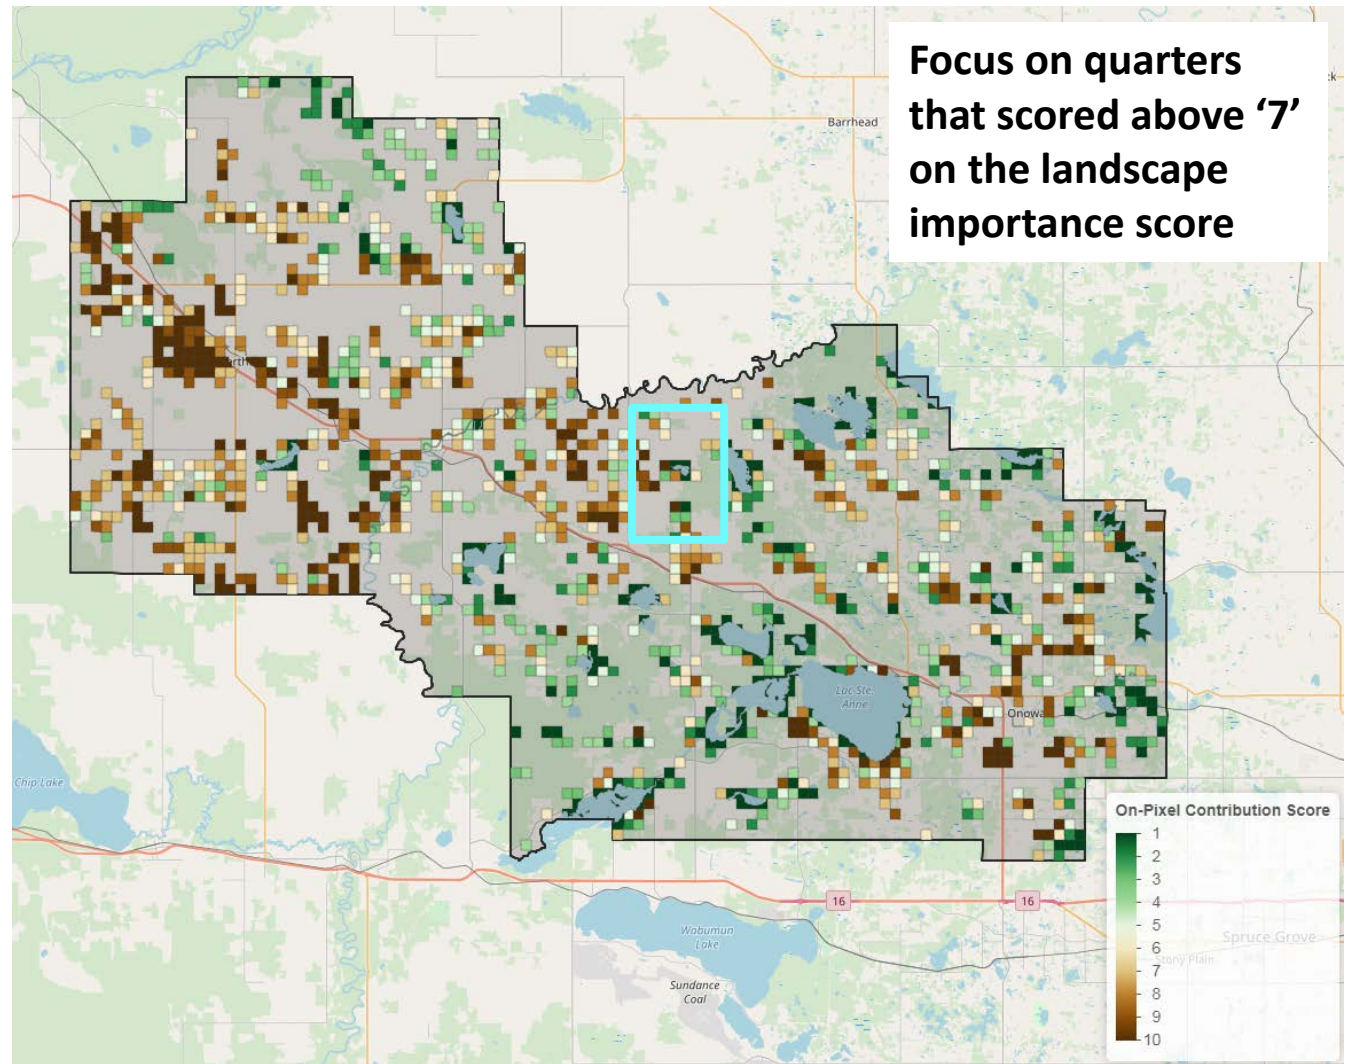 Focus on quarters
that scored above ‘7’
on the landscape
importance score
Barrhead
Lac Ste.
Anne
Chip Lake
On-Pixel Contribution Score
1
2
3
4
5
6
7
8
9
10
16
16
Wabumun
Lake
Spruce Grove
Stony Plain
Sundance
Coal